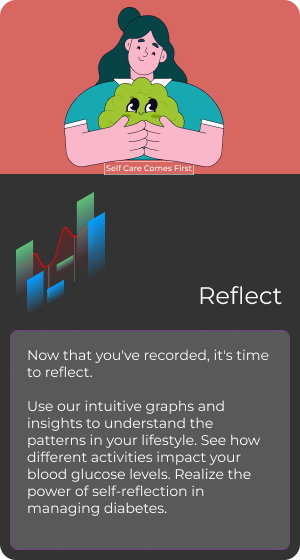 Self Care Comes First
Reflect
Now that you've recorded, it's time
to reflect.
Use our intuitive graphs and
insights to understand the
patterns in your lifestyle. See how
different activities impact your
blood glucose levels. Realize the
power of self-reflection in
managing diabetes.